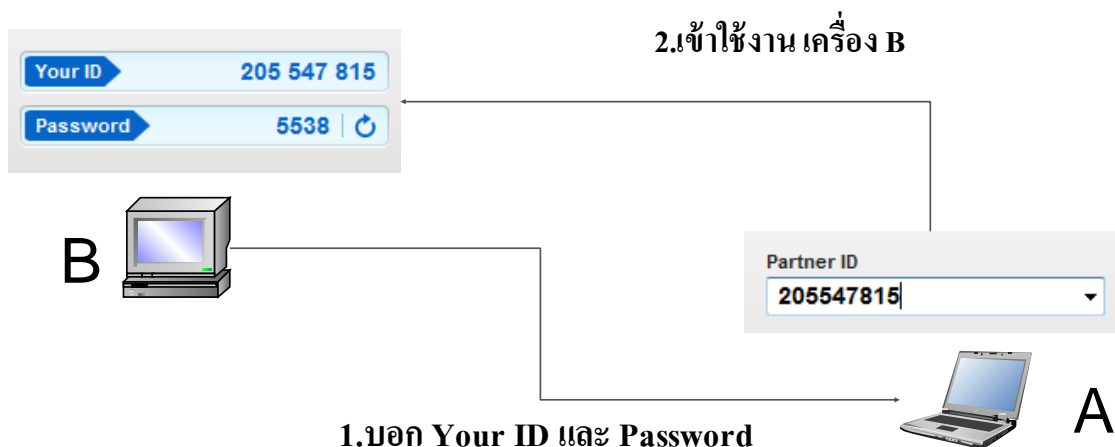 2.เข้าใช้งาน เครื่อง B
Your ID 205 547 815
Password 5538
B
Partner ID
205547815
A
1.บอก Your ID และ Password